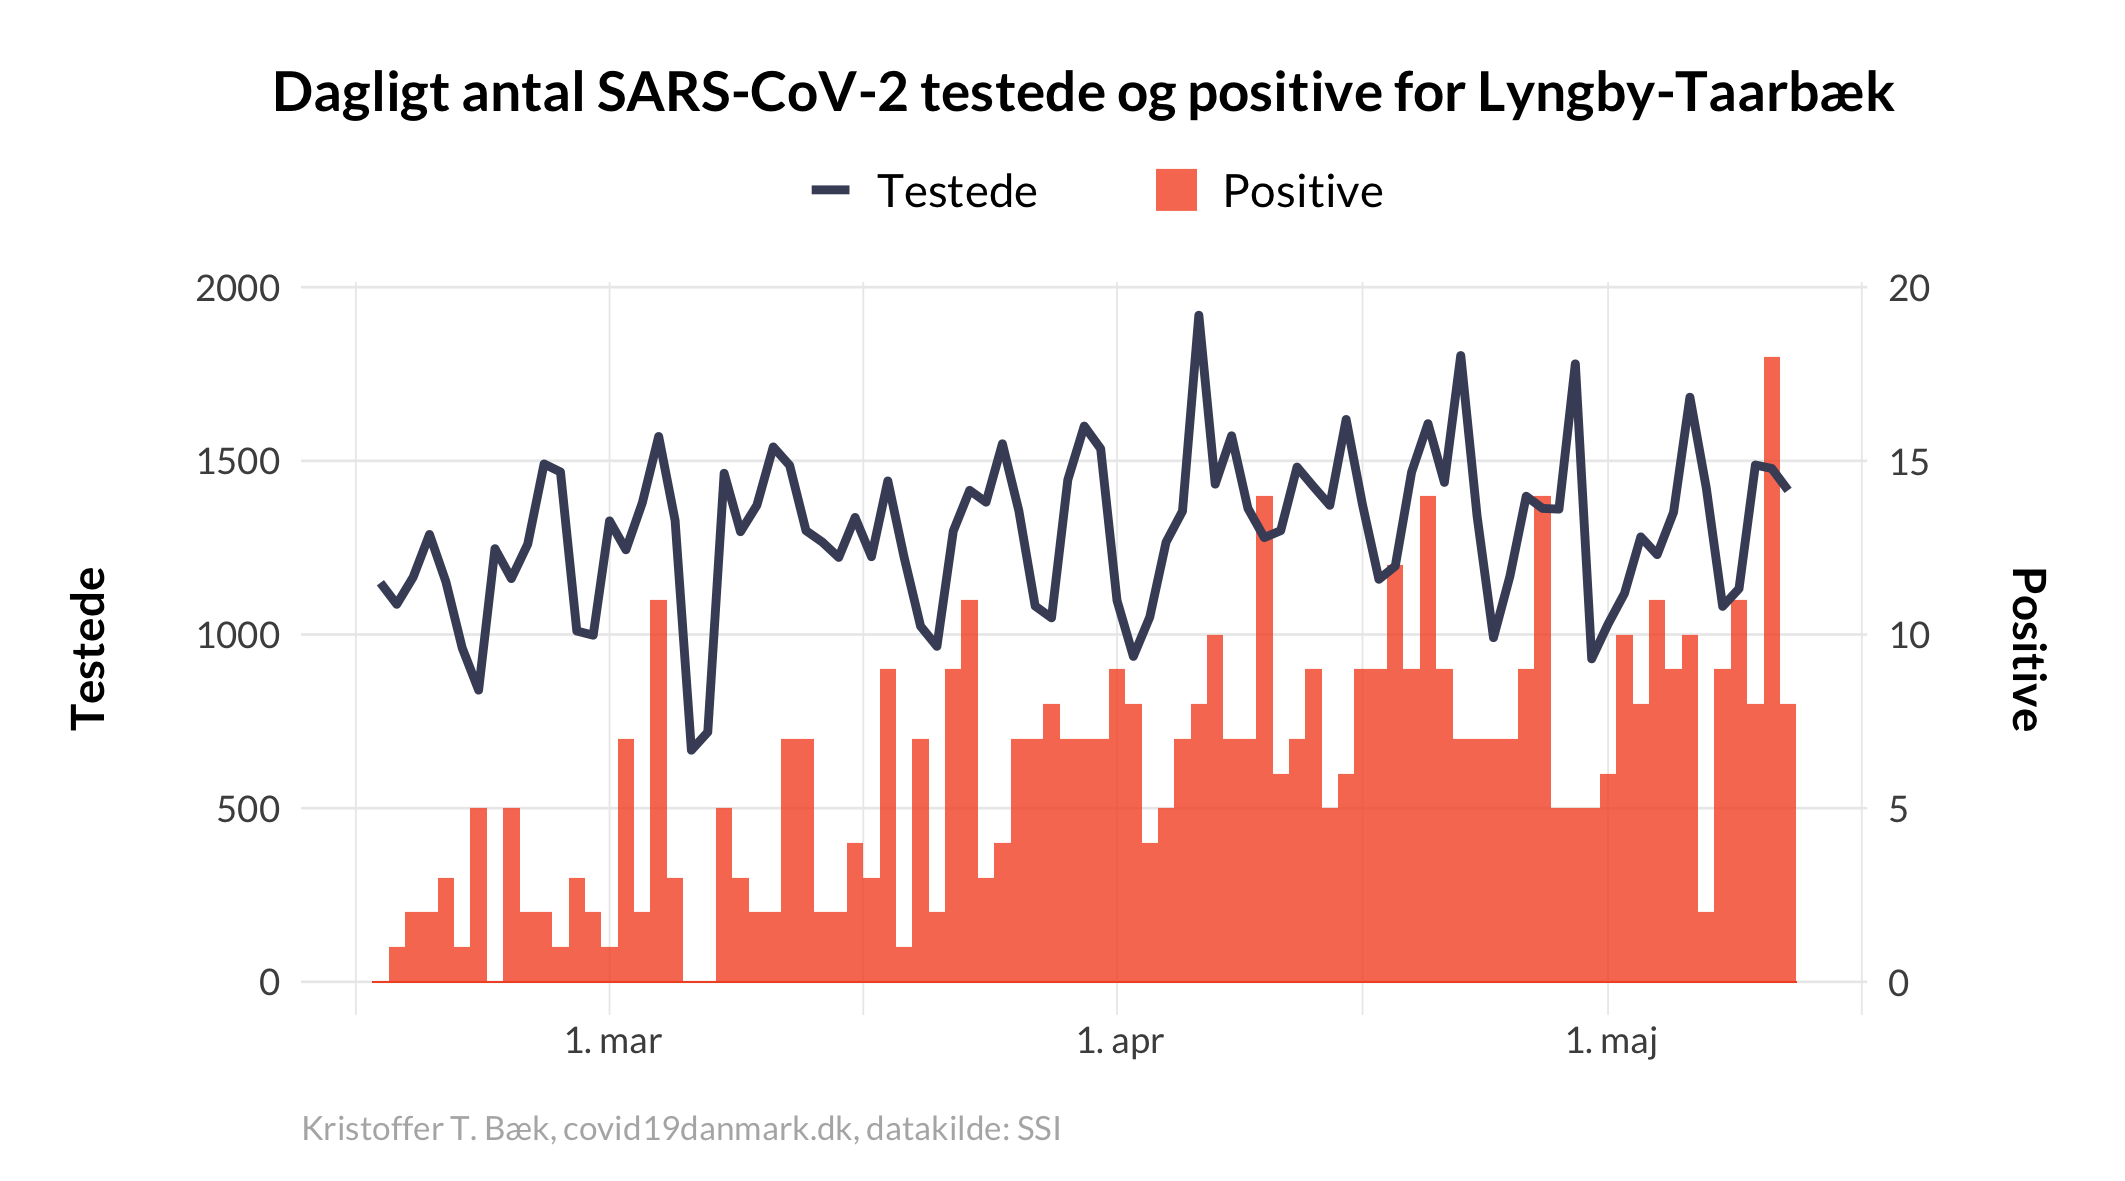 Dagligt antal SARS-CoV-2 testede og positive for Lyngby-Taarbæk
Testede
Positive
2000
1500
1000
500
0
Testede
20
15
10
5
0
Positive
1. mar
1. apr
1. maj
Kristoffer T. Bæk, covid19danmark.dk, datakilde: SSI